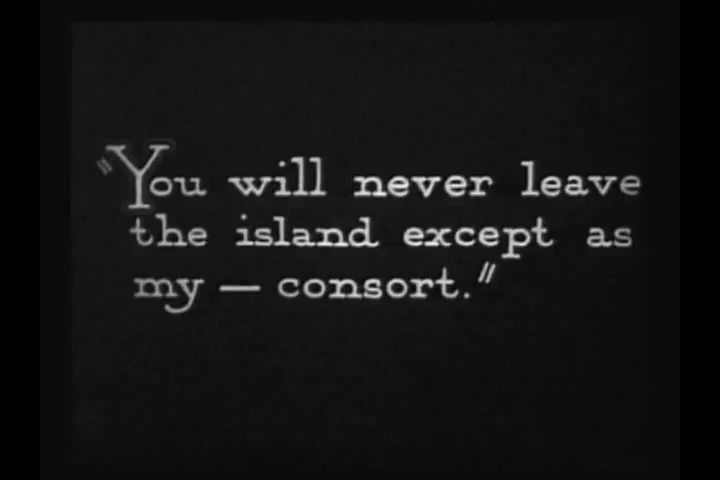 "You will never leave
the island except as
my — consort."